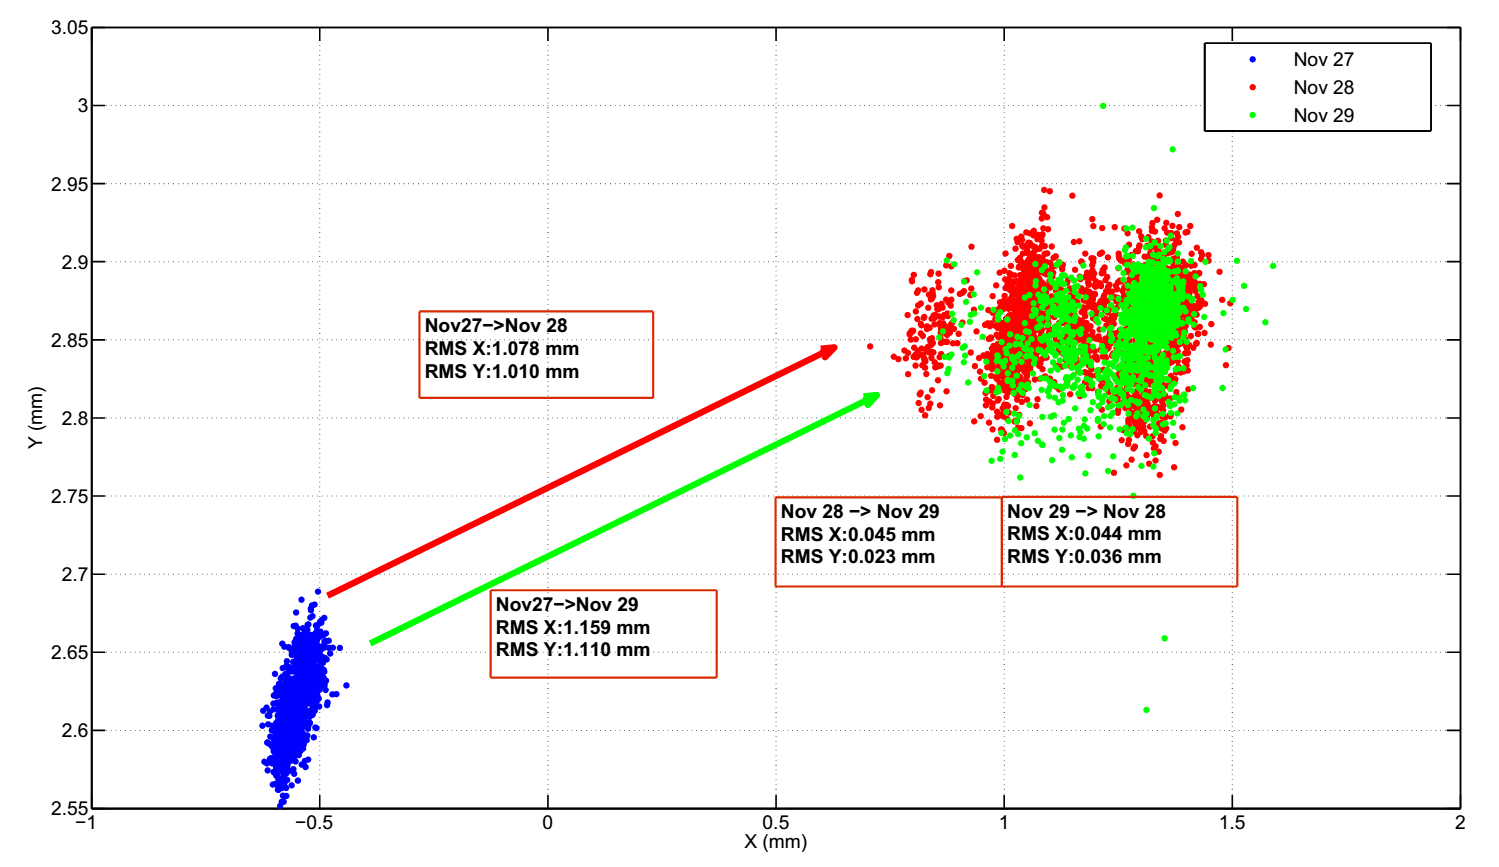 3.05
3
2.95
2.9
2.85
2.8
2.75
2.7
2.65
2.6
2.55
Y (mm)
Nov 27
Nov 28
Nov 29
Nov27->Nov 28
RMS X:1.078 mm
RMS Y:1.010 mm
Nov 28 -> Nov 29
RMS X:0.045 mm
RMS Y:0.023 mm
Nov 29 -> Nov 28
RMS X:0.044 mm
RMS Y:0.036 mm
Nov27->Nov 29
RMS X:1.159 mm
RMS Y:1.110 mm
−1
−0.5
0
0.5
1
1.5
2
X (mm)